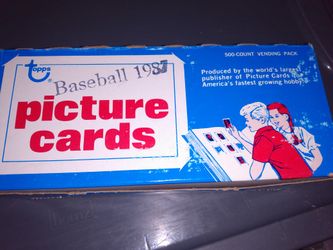 topps
Baseball 1987
picture
cards
500-COUNT VENDING PACK
Produced by the world's largest
publisher of Picture Cards
America's fastest growing hobby